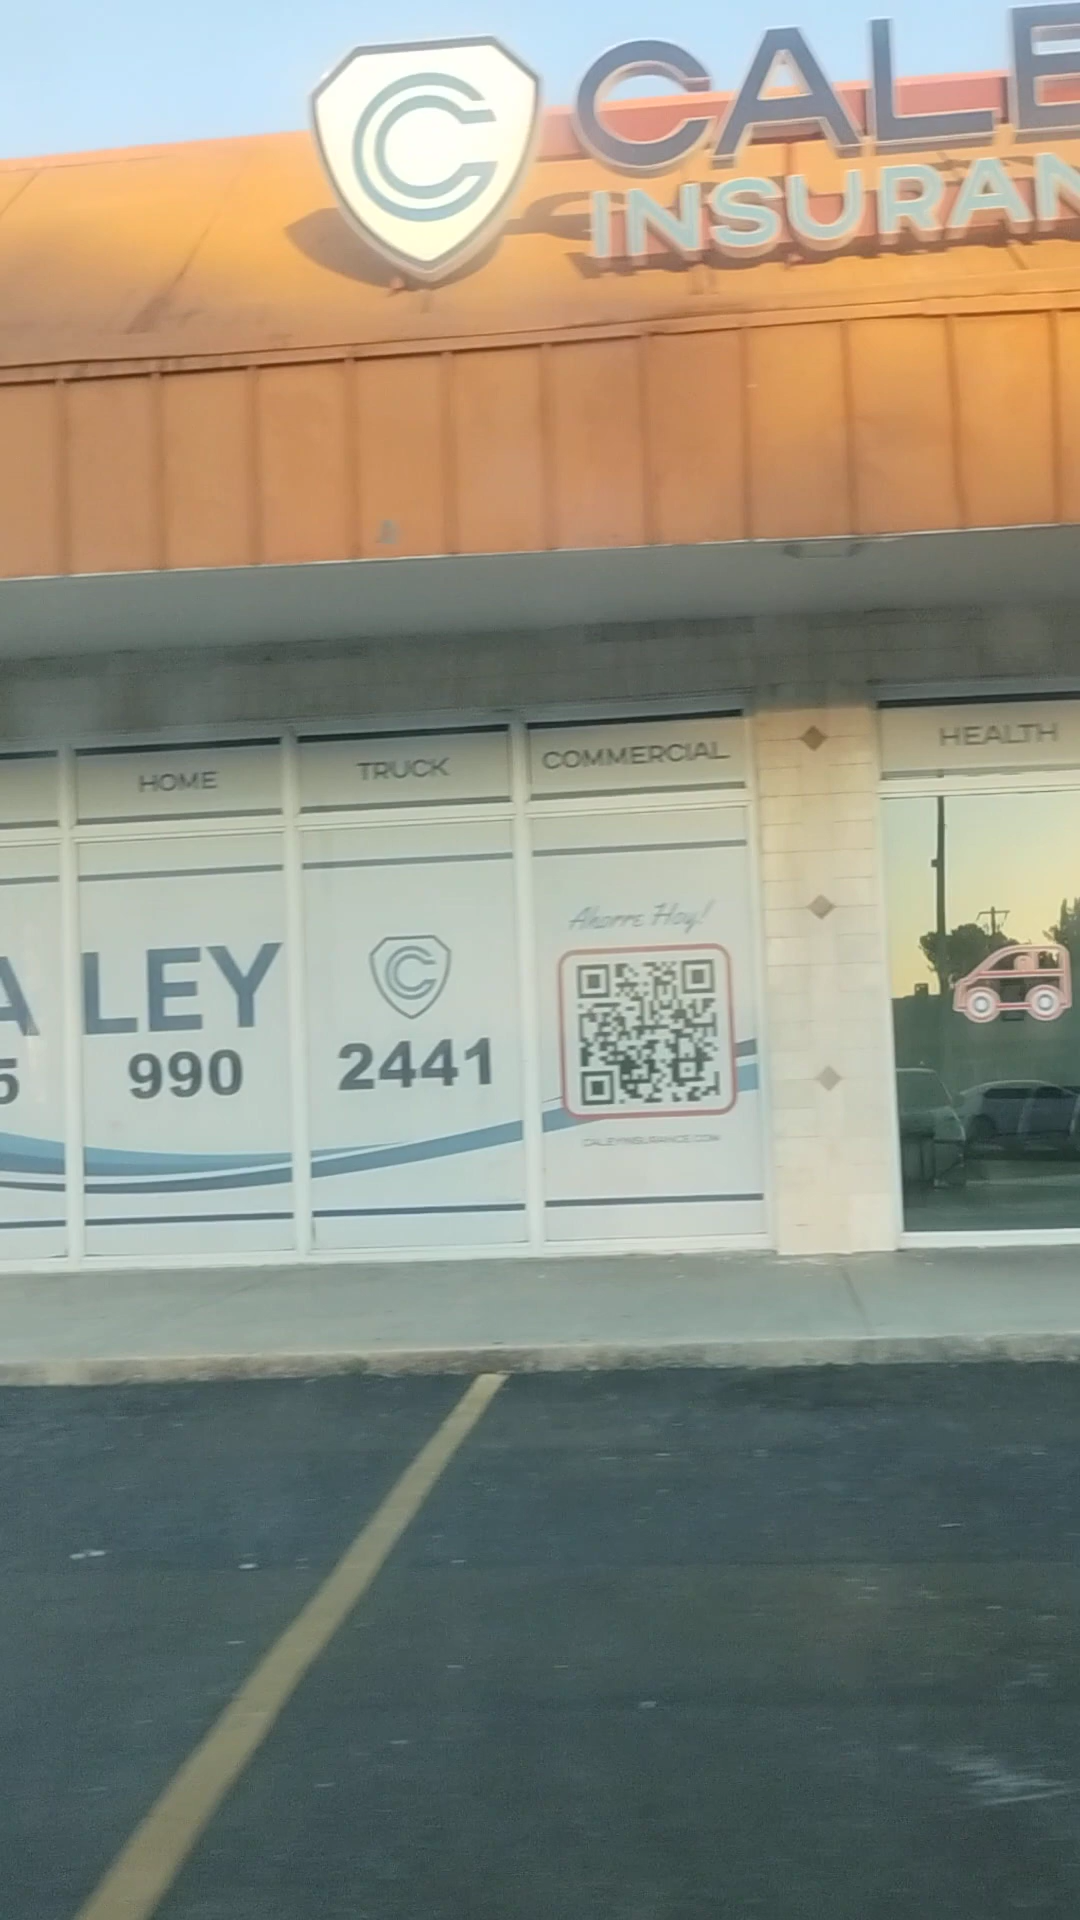 C CALE
INSURAN
HOME
TRUCK
COMMERCIAL
HEALTH
Ahorre Hoy!
ALEY
C
5 990 2441
CALEYINSURANCE.COM